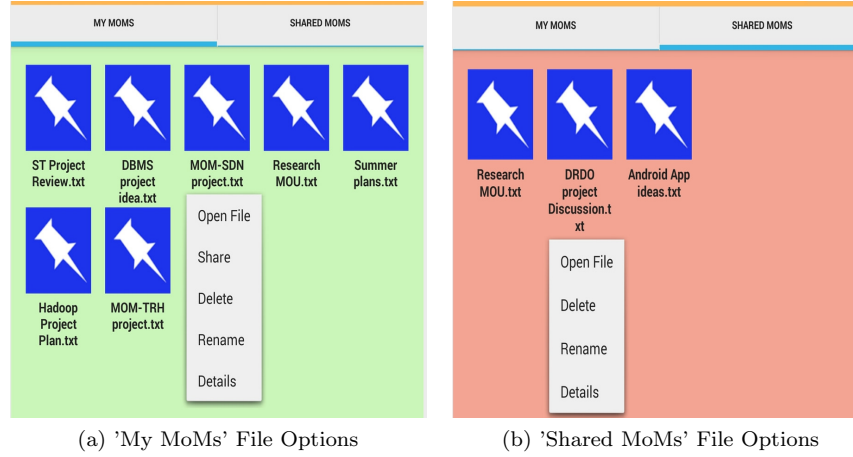 MY MOMS
SHARED MOMS
ST Project
Review.txt
DBMS
project
idea.txt
MOM-SDN
project.txt
Research
MOU.txt
Summer
plans.txt
Hadoop
Project
Plan.txt
MOM-TRH
project.txt
Open File
Share
Delete
Rename
Details
(a) 'My MoMs' File Options
MY MOMS
SHARED MOMS
Research
MOU.txt
DRDO
project
Discussion.t
xt
Android App
ideas.txt
Open File
Delete
Rename
Details
(b) 'Shared MoMs' File Options